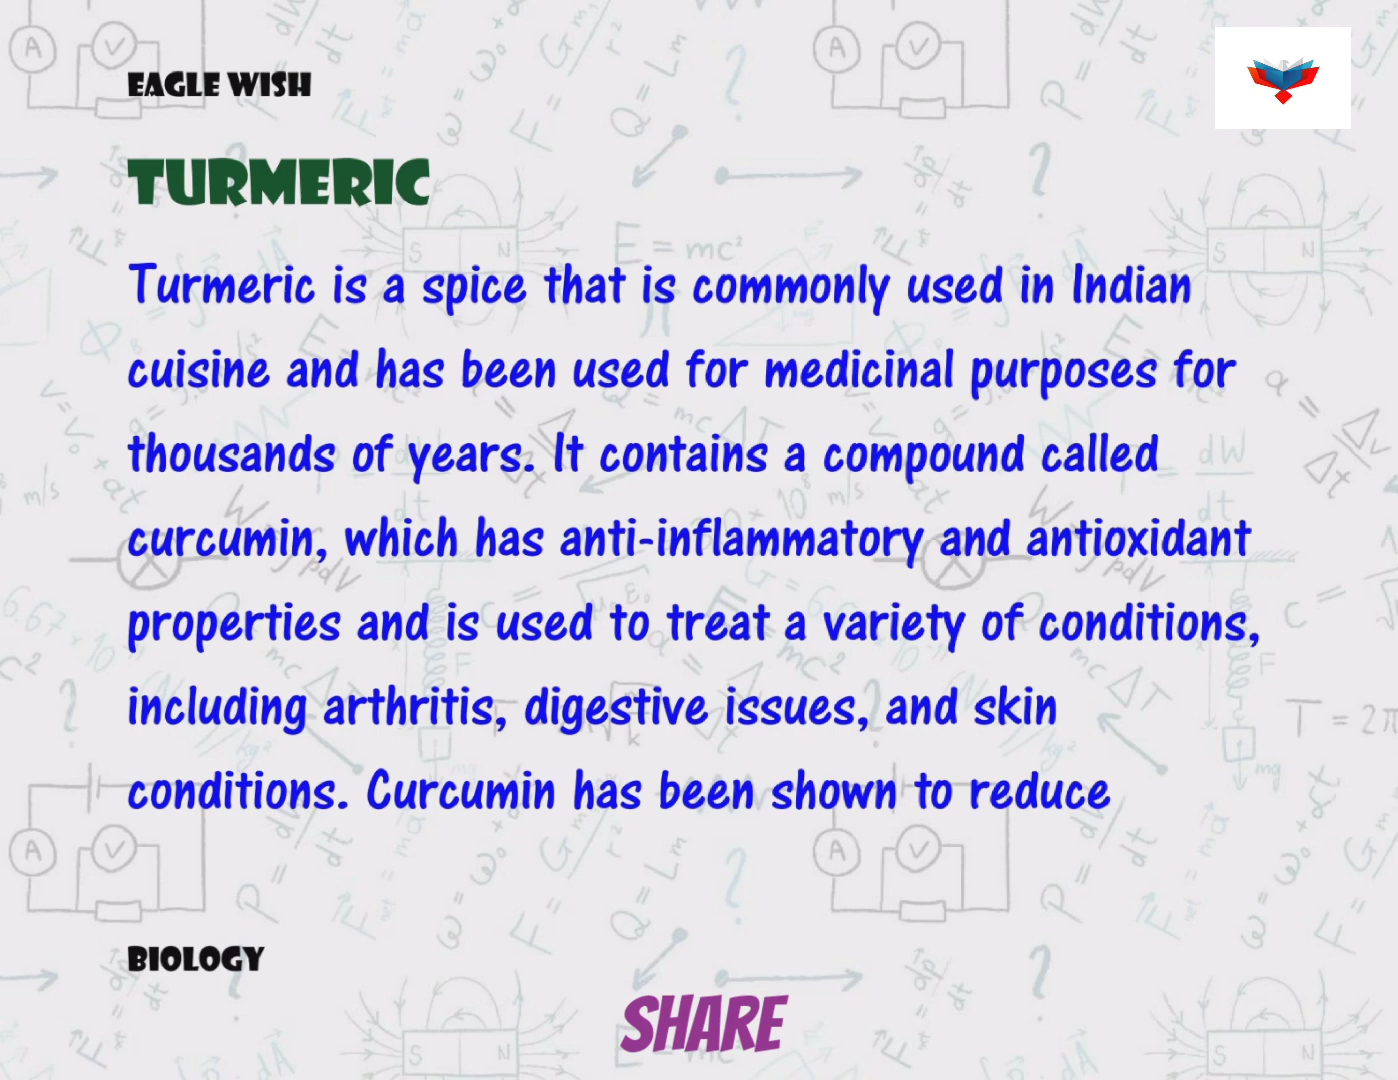 EAGLE WISH
TURMERIC
Turmeric is a spice that is commonly used in Indian
cuisine and has been used for medicinal purposes for
thousands of years. It contains a compound called
curcumin, which has anti-inflammatory and antioxidant
properties and is used to treat a variety of conditions,
including arthritis, digestive issues, and skin
conditions. Curcumin has been shown to reduce
BIOLOGY
SHARE